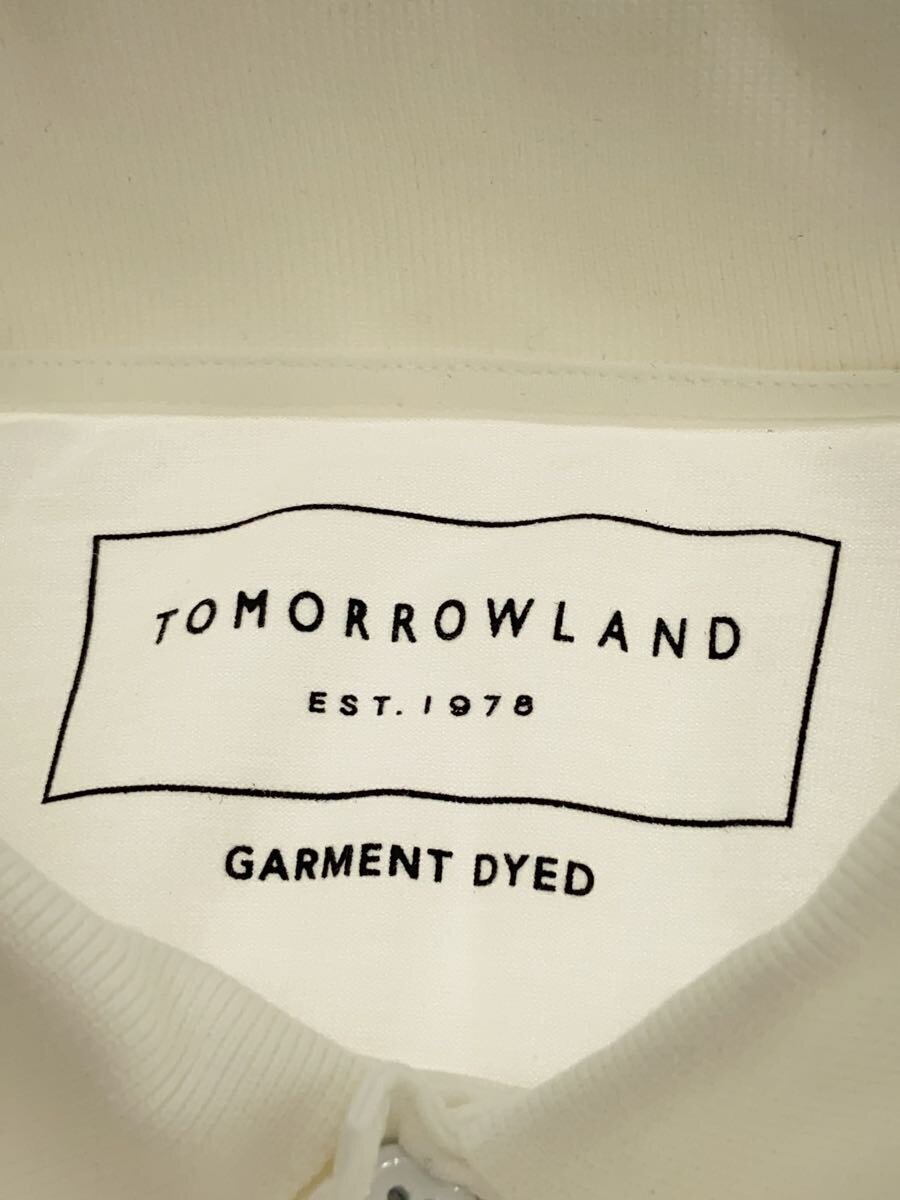 TOMORROWLAND
EST. 1978
GARMENT DYED